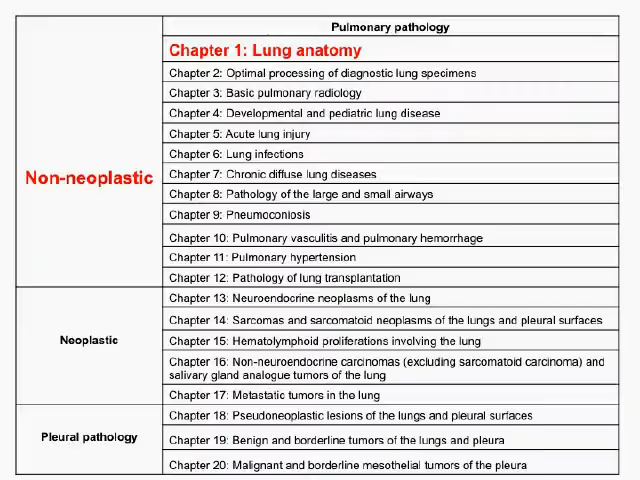 Pulmonary pathology
Non-neoplastic
Chapter 1: Lung anatomy
Chapter 2: Optimal processing of diagnostic lung specimens
Chapter 3: Basic pulmonary radiology
Chapter 4: Developmental and pediatric lung disease
Chapter 5: Acute lung injury
Chapter 6: Lung infections
Chapter 7: Chronic diffuse lung diseases
Chapter 8: Pathology of the large and small airways
Chapter 9: Pneumoconiosis
Chapter 10: Pulmonary vasculitis and pulmonary hemorrhage
Chapter 11: Pulmonary hypertension
Chapter 12: Pathology of lung transplantation
Neoplastic
Chapter 13: Neuroendocrine neoplasms of the lung
Chapter 14: Sarcomas and sarcomatoid neoplasms of the lungs and pleural surfaces
Chapter 15: Hematolymphoid proliferations involving the lung
Chapter 16: Non-neuroendocrine carcinomas (excluding sarcomatoid carcinoma) and
salivary gland analogue tumors of the lung
Chapter 17: Metastatic tumors in the lung
Pleural pathology
Chapter 18: Pseudoneoplastic lesions of the lungs and pleural surfaces
Chapter 19: Benign and borderline tumors of the lungs and pleura
Chapter 20: Malignant and borderline mesothelial tumors of the pleura